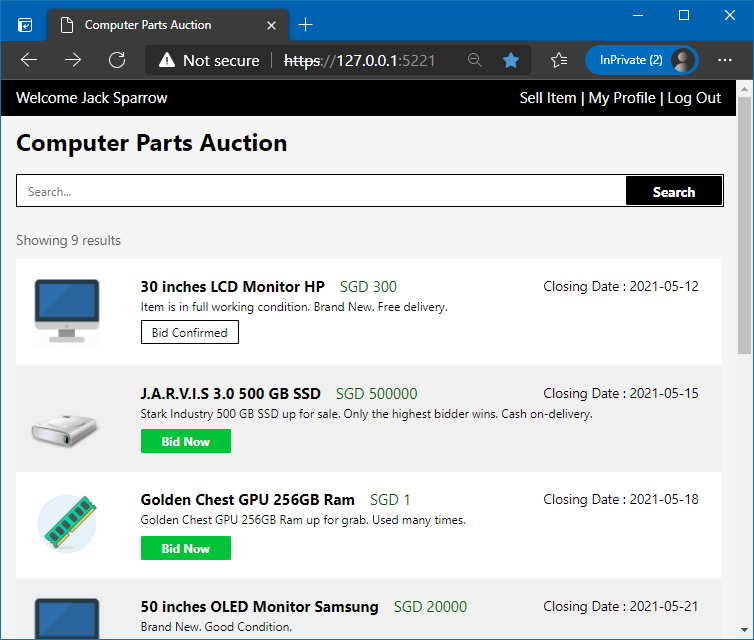 Computer Parts Auction
Not secure | https://127.0.0.1:5221
InPrivate (2)
Welcome Jack Sparrow
Sell Item | My Profile | Log Out
Computer Parts Auction
Search...
Search
Showing 9 results
30 inches LCD Monitor HP SGD 300 Closing Date : 2021-05-12
Item is in full working condition. Brand New. Free delivery.
Bid Confirmed
J.A.R.V.I.S 3.0 500 GB SSD SGD 500000 Closing Date : 2021-05-15
Stark Industry 500 GB SSD up for sale. Only the highest bidder wins. Cash on-delivery.
Bid Now
Golden Chest GPU 256GB Ram SGD 1 Closing Date : 2021-05-18
Golden Chest GPU 256GB Ram up for grab. Used many times.
Bid Now
50 inches OLED Monitor Samsung SGD 20000 Closing Date : 2021-05-21
Brand New. Good Condition.